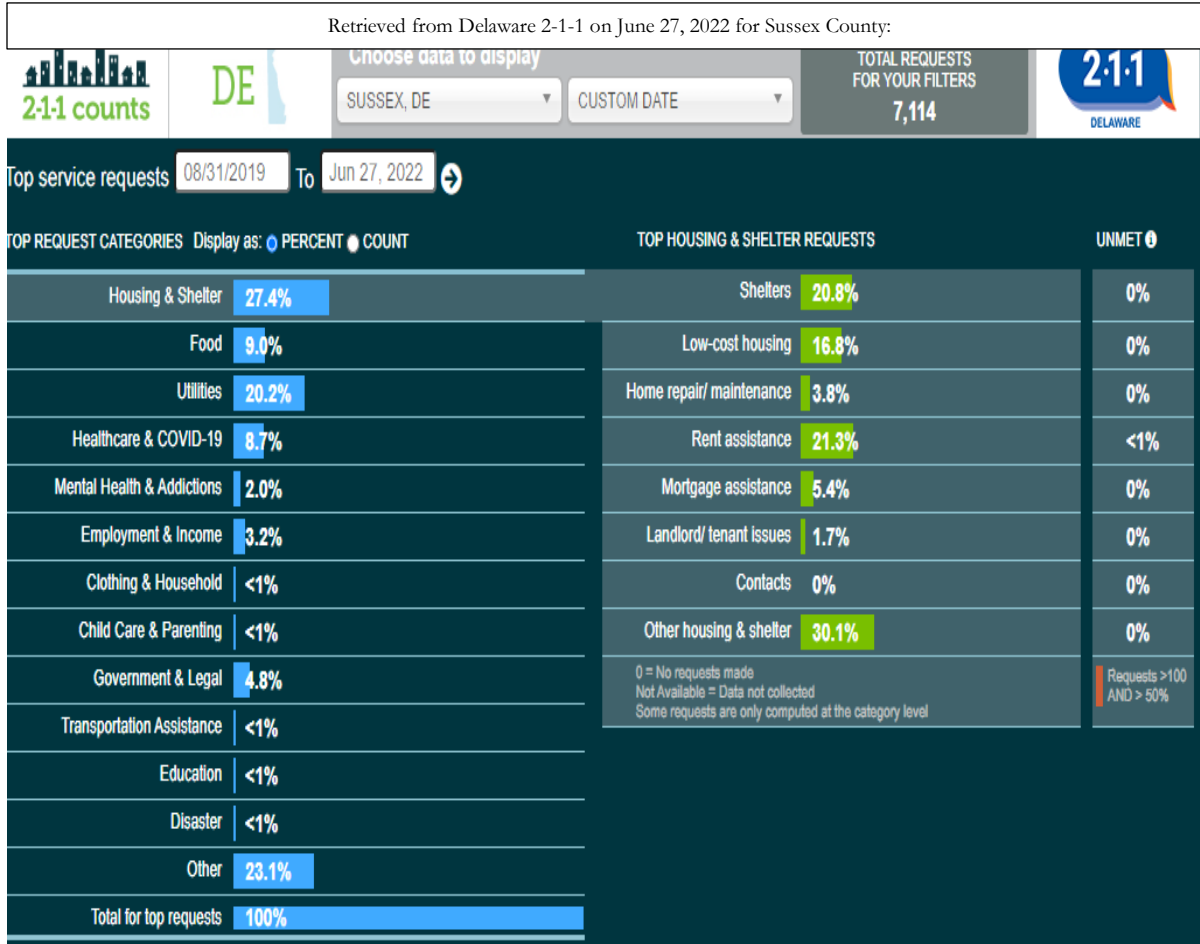 Retrieved from Delaware 2-1-1 on June 27, 2022 for Sussex County:
2-1-1 counts
DE
Choose data to display
SUSSEX, DE
CUSTOM DATE
TOTAL REQUESTS
FOR YOUR FILTERS
7,114
2-1-1
DELAWARE
Top service requests 08/31/2019 To Jun 27, 2022
TOP REQUEST CATEGORIES Display as: PERCENT COUNT
Housing & Shelter 27.4%
Food 9.0%
Utilities 20.2%
Healthcare & COVID-19 8.7%
Mental Health & Addictions 2.0%
Employment & Income 3.2%
Clothing & Household <1%
Child Care & Parenting <1%
Government & Legal 4.8%
Transportation Assistance <1%
Education <1%
Disaster <1%
Other 23.1%
Total for top requests 100%
TOP HOUSING & SHELTER REQUESTS UNMET
Shelters 20.8% 0%
Low-cost housing 16.8% 0%
Home repair/ maintenance 3.8% 0%
Rent assistance 21.3% <1%
Mortgage assistance 5.4% 0%
Landlord/ tenant issues 1.7% 0%
Contacts 0% 0%
Other housing & shelter 30.1% 0%
0 = No requests made
Not Available = Data not collected
Some requests are only computed at the category level
Requests >100
AND > 50%